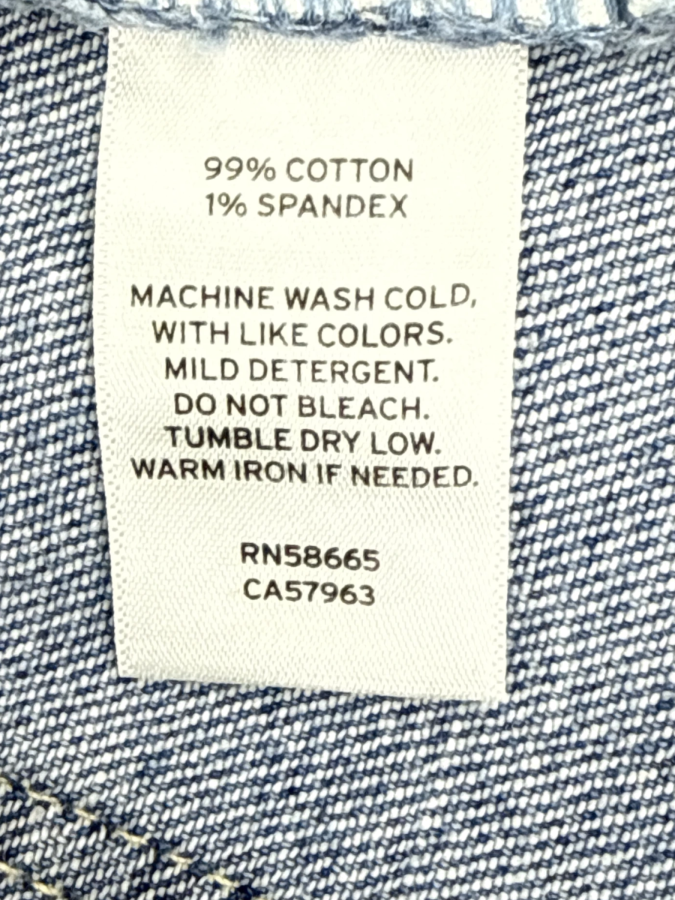 99% COTTON
1% SPANDEX
MACHINE WASH COLD,
WITH LIKE COLORS.
MILD DETERGENT.
DO NOT BLEACH.
TUMBLE DRY LOW.
WARM IRON IF NEEDED.
RN58665
CA57963